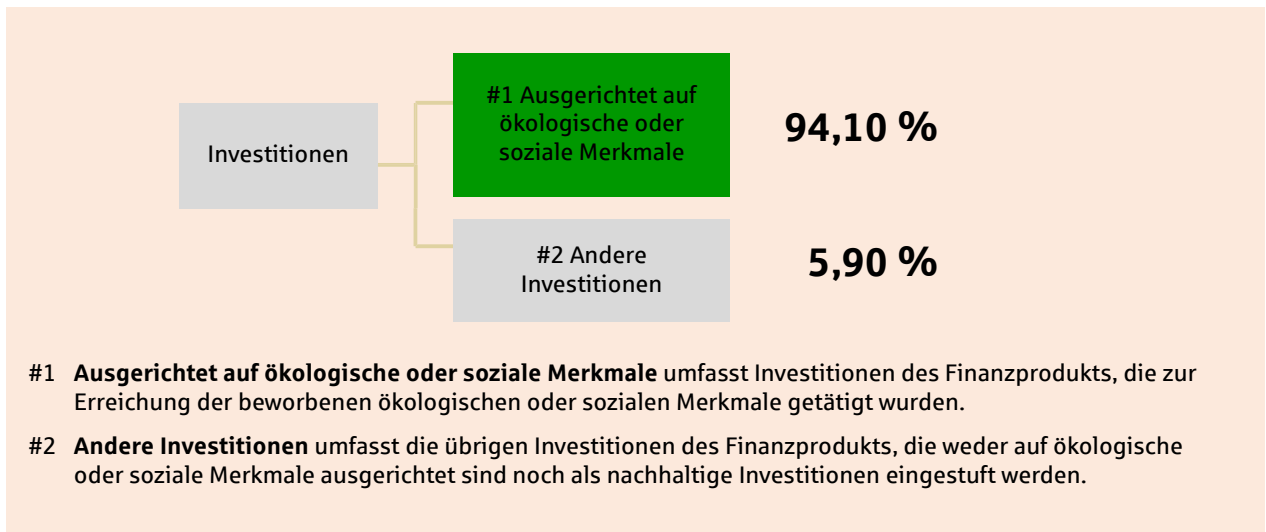 Investitionen
#1 Ausgerichtet auf
ökologische oder
soziale Merkmale
94,10 %
#2 Andere
Investitionen
5,90 %
#1 Ausgerichtet auf ökologische oder soziale Merkmale umfasst Investitionen des Finanzprodukts, die zur
Erreichung der beworbenen ökologischen oder sozialen Merkmale getätigt wurden.
#2 Andere Investitionen umfasst die übrigen Investitionen des Finanzprodukts, die weder auf ökologische
oder soziale Merkmale ausgerichtet sind noch als nachhaltige Investitionen eingestuft werden.